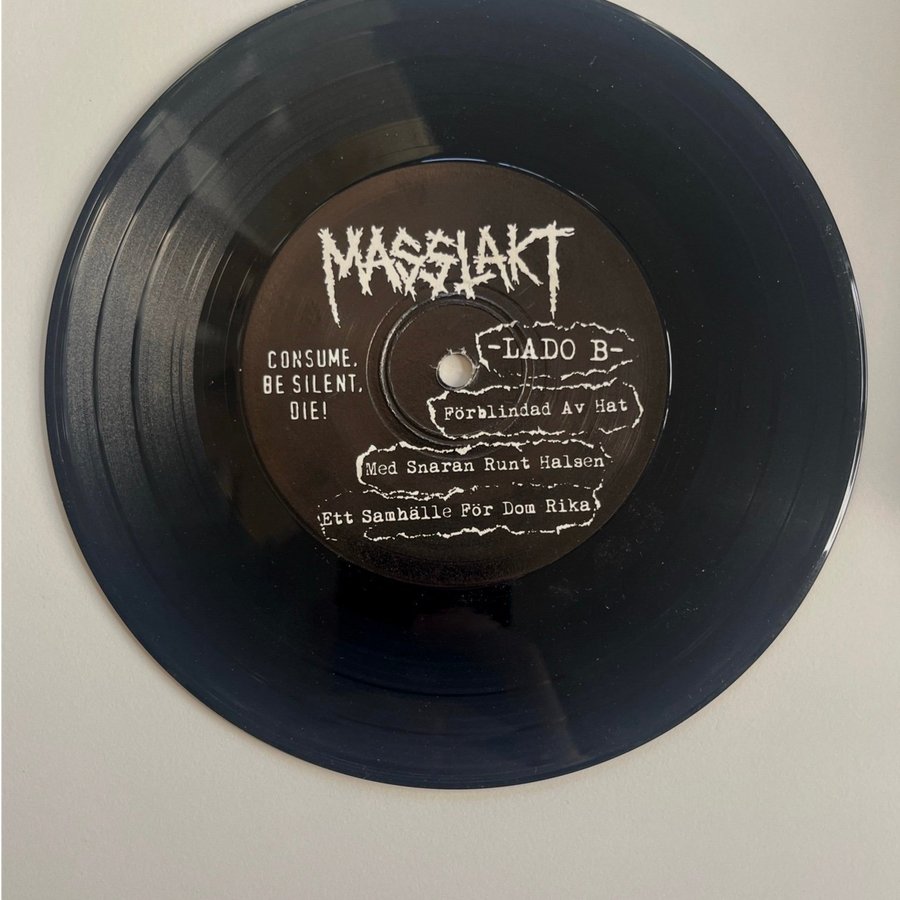 MASSLAKT
CONSUME.
BE SILENT.
DIE!
-LADO B-
Förblindad Av Hat
Med Snaran Runt Halsen
Ett Samhälle För Dom Rika